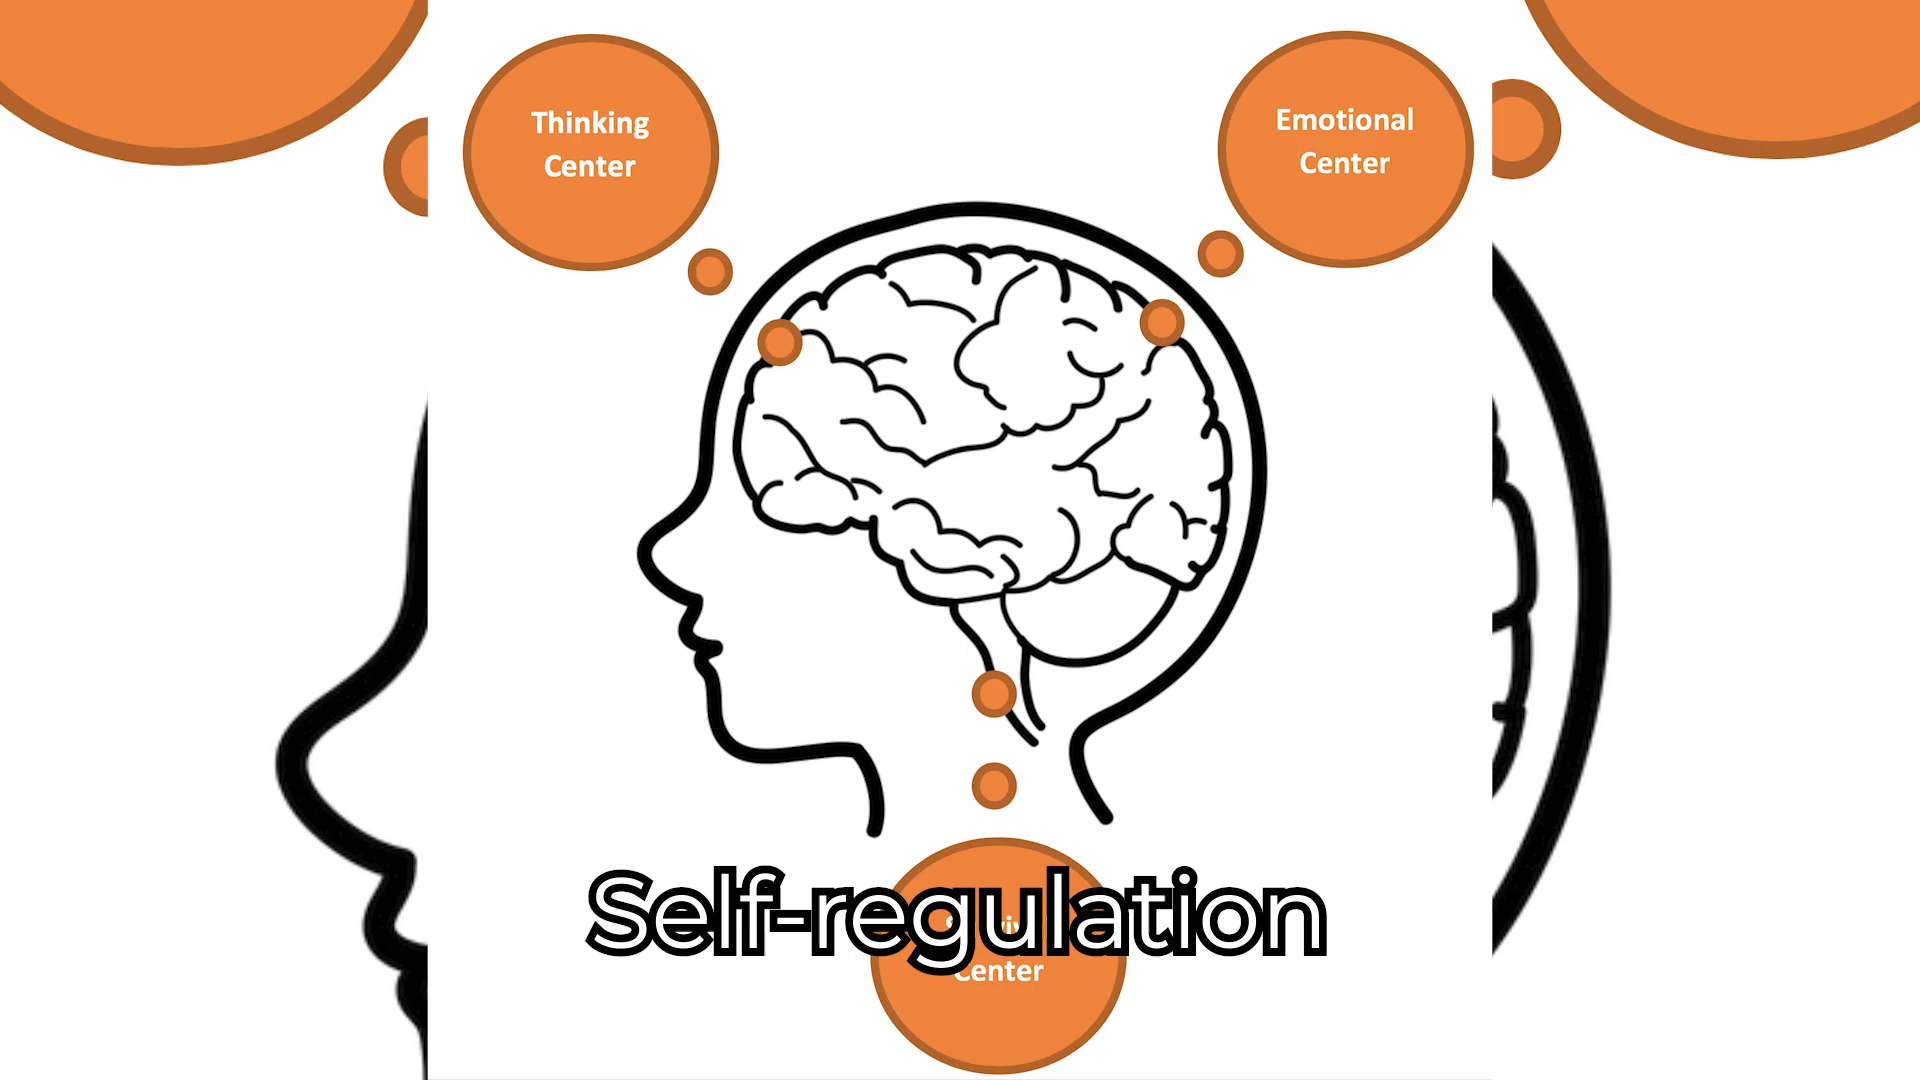 Thinking
Center
Emotional
Center
Self-regulation
Center